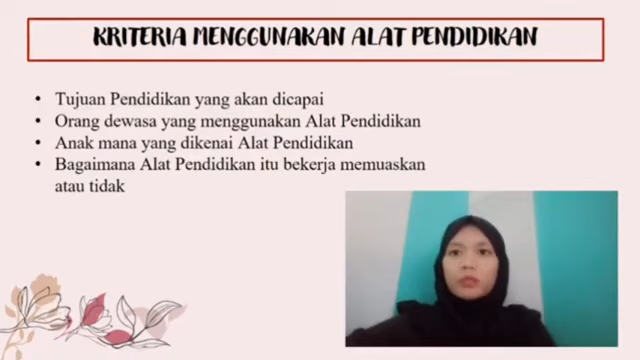 KRITERIA MENGGUNAKAN ALAT PENDIDIKAN
• Tujuan Pendidikan yang akan dicapai
• Orang dewasa yang menggunakan Alat Pendidikan
• Anak mana yang dikenai Alat Pendidikan
• Bagaimana Alat Pendidikan itu bekerja memuaskan
atau tidak